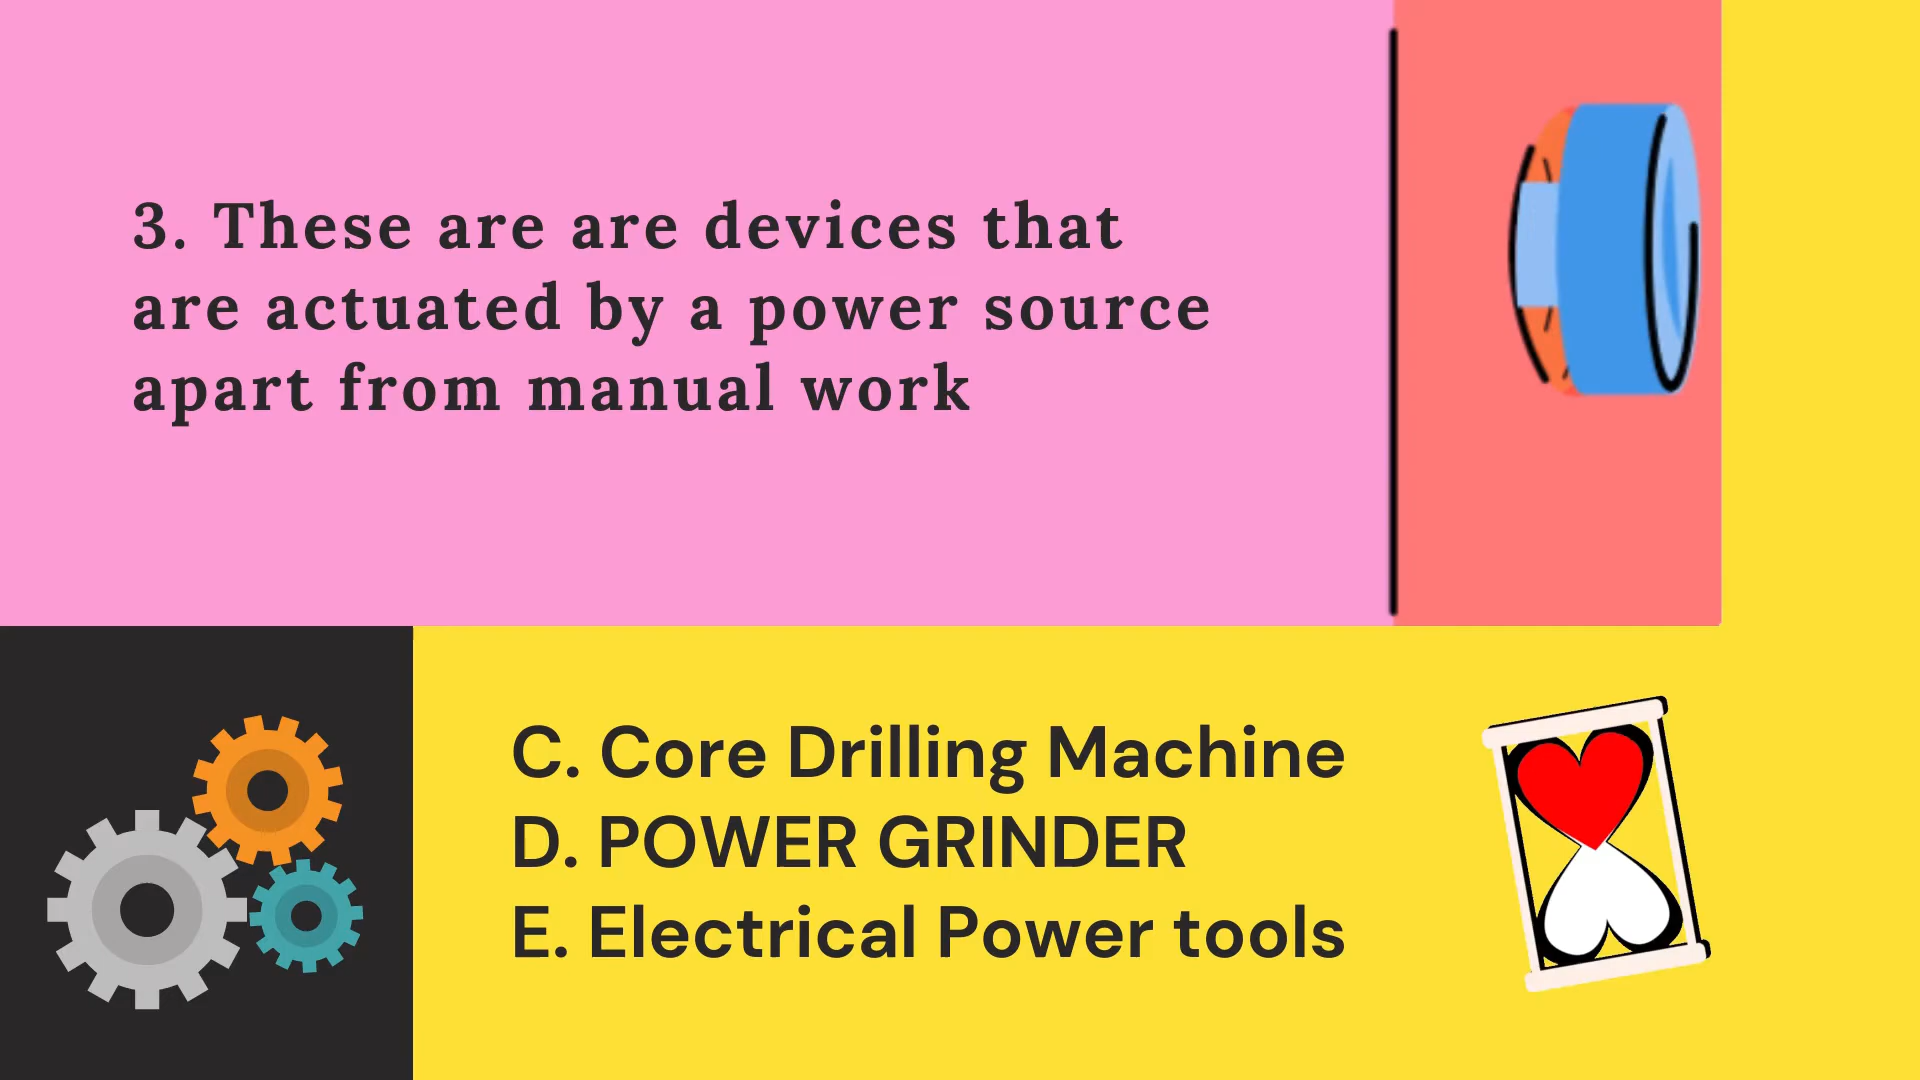 3. These are are devices that
are actuated by a power source
apart from manual work
C. Core Drilling Machine
D. POWER GRINDER
E. Electrical Power tools